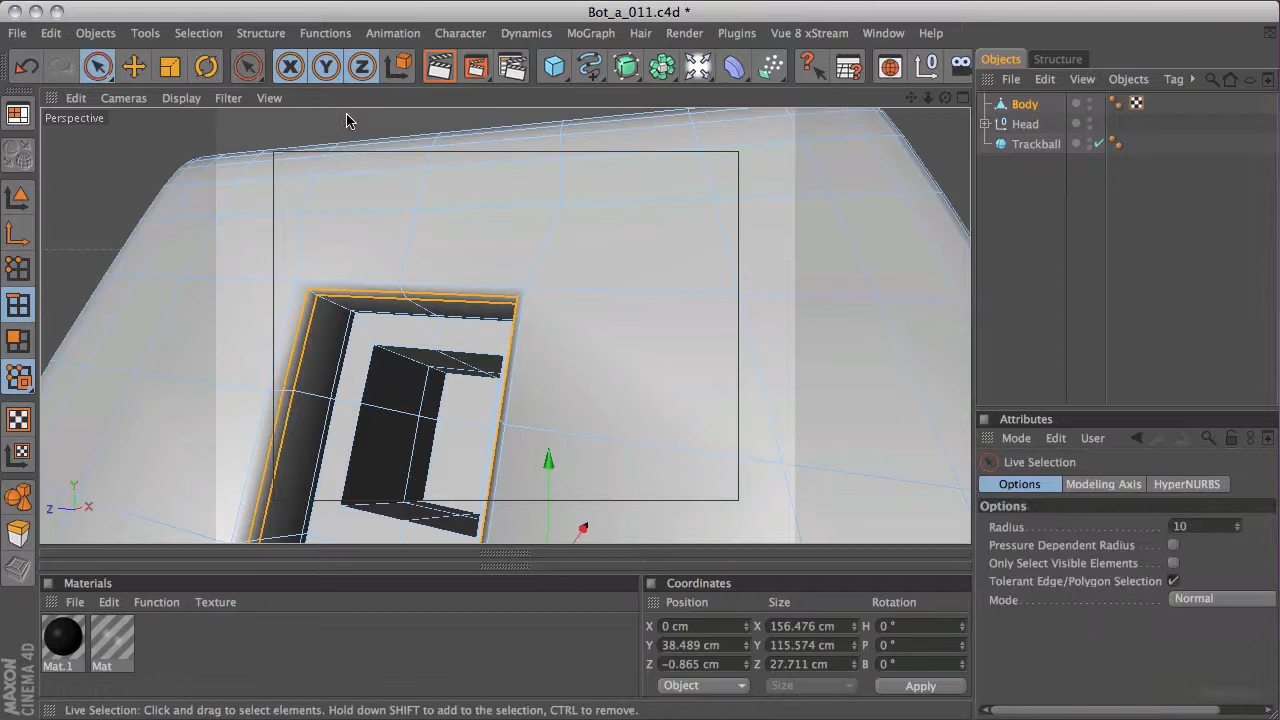 Bot_a_011.c4d *
File Edit Objects Tools Selection Structure Functions Animation Character Dynamics MoGraph Hair Render Plugins Vue 8 xStream Window Help
X Y Z
Objects Structure
File Edit View Objects Tag
Edit Cameras Display Filter View
Perspective
Body
Head
Trackball
Attributes
Mode Edit User
Live Selection
Options Modeling Axis HyperNURBS
Options
Radius 10
Pressure Dependent Radius
Only Select Visible Elements
Tolerant Edge/Polygon Selection
Mode Normal
Y
Z X
Materials
File Edit Function Texture
Mat.1 Mat
Coordinates
Position Size Rotation
X 0 cm X 156.476 cm H 0 °
Y 38.489 cm Y 115.574 cm P 0 °
Z −0.865 cm Z 27.711 cm B 0 °
Object Size Apply
MAXON
CINEMA 4D
Live Selection: Click and drag to select elements. Hold down SHIFT to add to the selection, CTRL to remove.